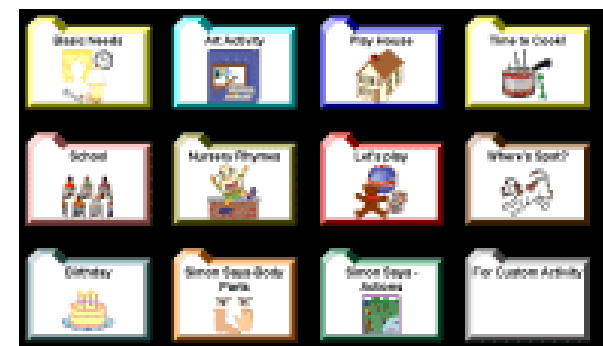 Basic Needs
Art Activity
Play House
Time to Cook!
School
Nursery Rhymes
Let's play
Where's Spot?
Birthday
Simon Says-Body
Parts
Simon Says -
Actions
For Custom Activity